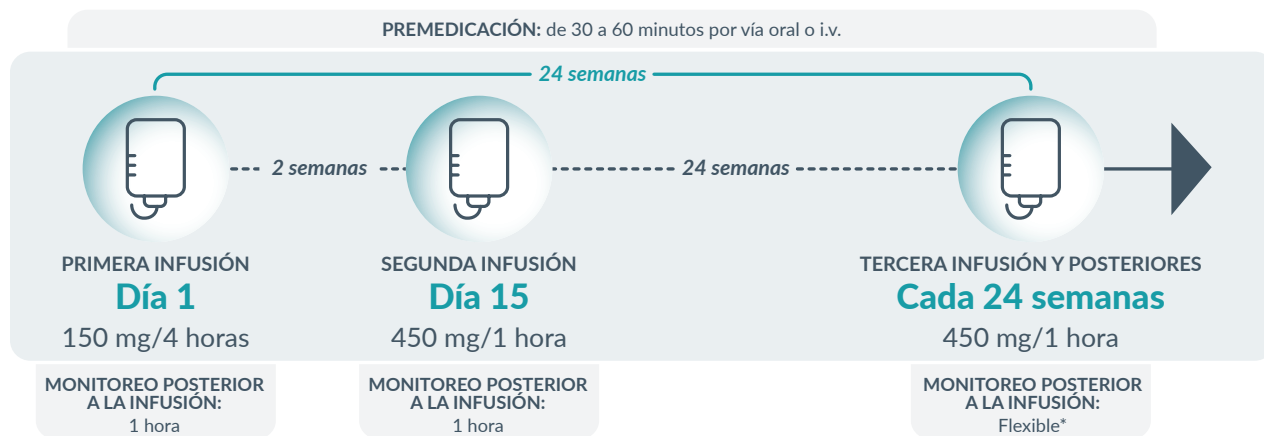 PREMEDICACIÓN: de 30 a 60 minutos por vía oral o i.v.
24 semanas
2 semanas
24 semanas
PRIMERA INFUSIÓN
Día 1
150 mg/4 horas
SEGUNDA INFUSIÓN
Día 15
450 mg/1 hora
TERCERA INFUSIÓN Y POSTERIORES
Cada 24 semanas
450 mg/1 hora
MONITOREO POSTERIOR
A LA INFUSIÓN:
1 hora
MONITOREO POSTERIOR
A LA INFUSIÓN:
1 hora
MONITOREO POSTERIOR
A LA INFUSIÓN:
Flexible*